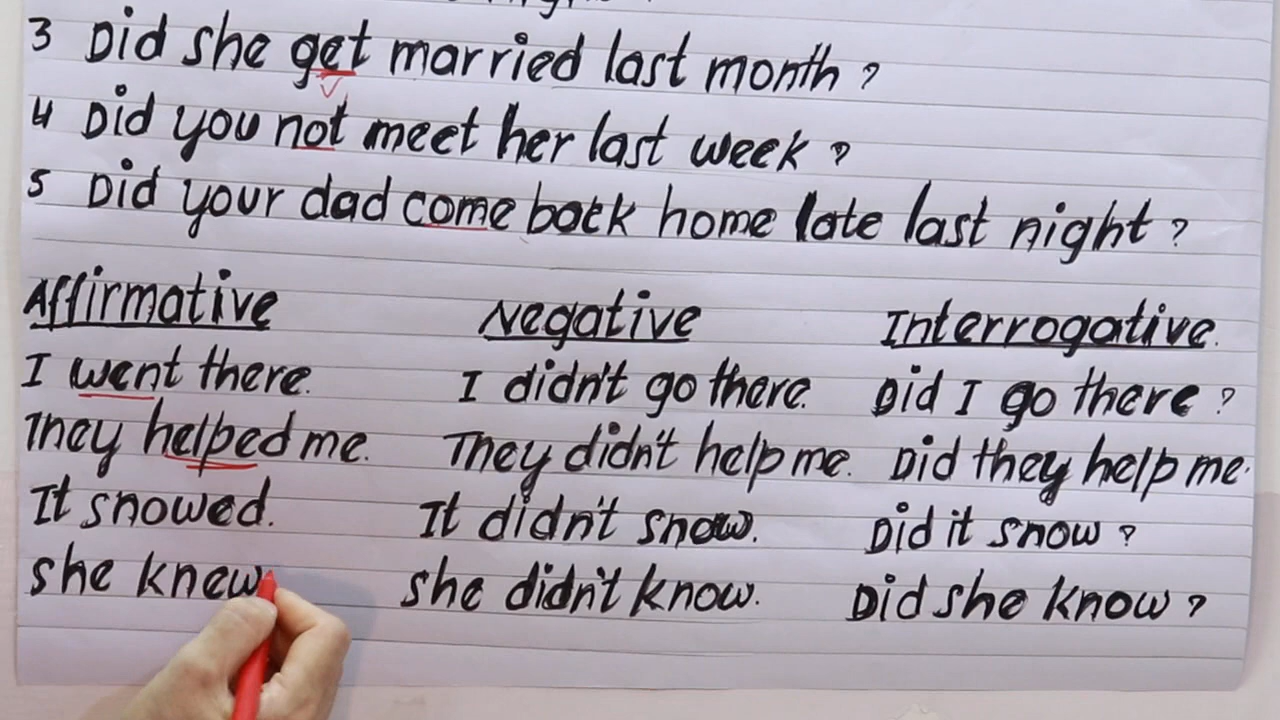 3 Did she get married last month ?
4 Did you not meet her last week ?
5 Did your dad come back home late last night ?
Affirmative Negative Interrogative.
I went there. I didn't go there. Did I go there ?
They helped me. They didn't help me. Did they help me.
It snowed. It didn't snow. Did it snow ?
she knew she didn't know. Did she know ?